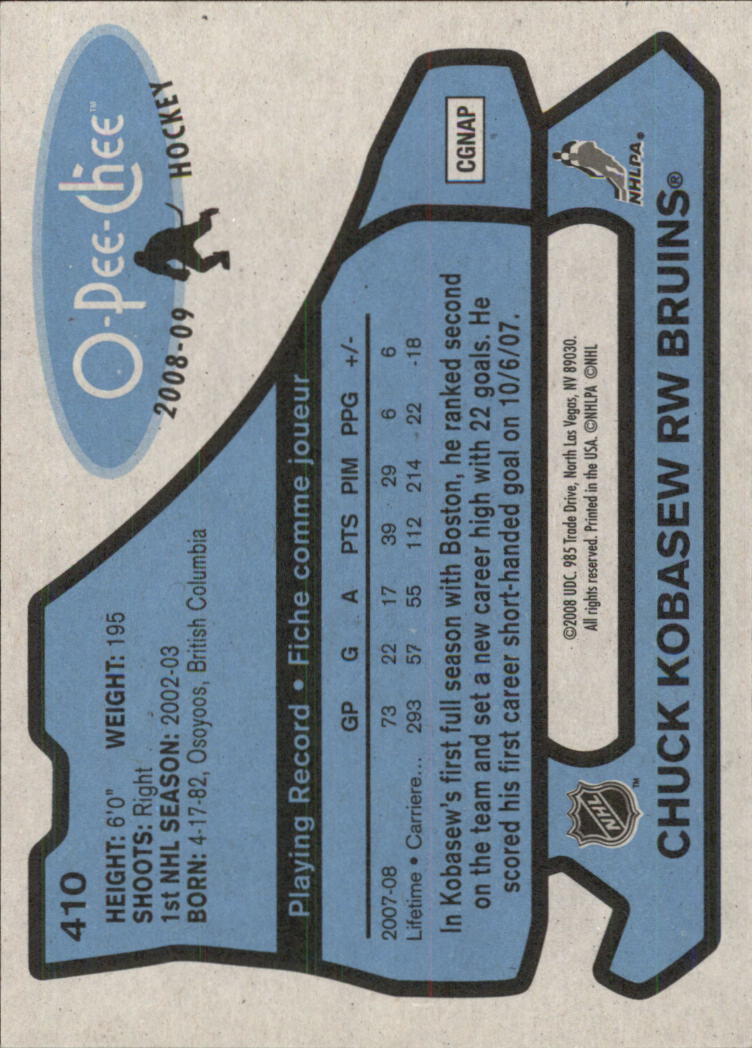 410
O-Pee-Chee™
2008-09 HOCKEY
HEIGHT: 6'0" WEIGHT: 195
SHOOTS: Right
1st NHL SEASON: 2002-03
BORN: 4-17-82, Osoyoos, British Columbia
Playing Record • Fiche comme joueur
GP G A PTS PIM PPG +/-
2007-08 73 22 17 39 29 6 6
Lifetime • Carriere... 293 57 55 112 214 22 -18
In Kobasew's first full season with Boston, he ranked second
on the team and set a new career high with 22 goals. He
scored his first career short-handed goal on 10/6/07.
CGNAP
©2008 UDC. 985 Trade Drive, North Las Vegas, NV 89030.
All rights reserved. Printed in the USA. ©NHLPA ©NHL
NHL™
NHLPA®
CHUCK KOBASEW RW BRUINS®